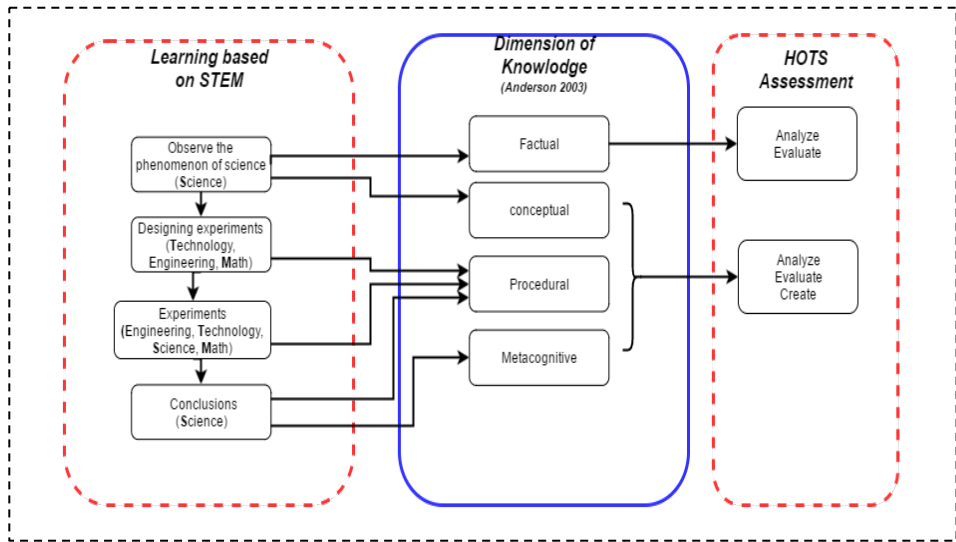 Learning based
on STEM
Observe the
phenomenon of science
(Science)
Designing experiments
(Technology,
Engineering, Math)
Experiments
(Engineering, Technology,
Science, Math)
Conclusions
(Science)
Dimension of
Knowlodge
(Anderson 2003)
Factual
conceptual
Procedural
Metacognitive
HOTS
Assessment
Analyze
Evaluate
Analyze
Evaluate
Create